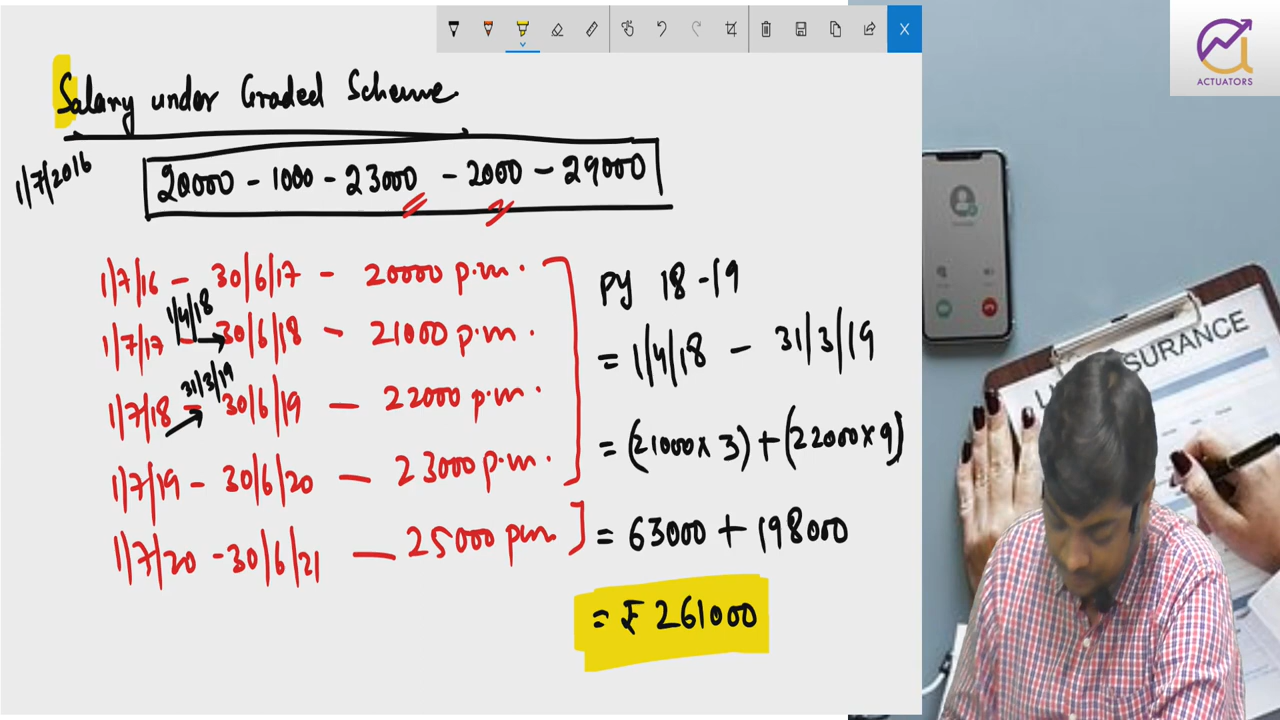 ACTUATORS
Salary under Graded Scheme.
1/7/2016
20000 - 1000 - 23000 - 2000 - 29000
1/7/16 - 30/6/17 - 20000 p.m.
1/4/18
1/7/17 - 30/6/18 - 21000 p.m.
31/3/19
1/7/18 - 30/6/19 - 22000 p.m.
1/7/19 - 30/6/20 - 23000 p.m.
1/7/20 - 30/6/21 - 25000 p.m.
PY 18-19
= 1/4/18 - 31/3/19
= (21000 x 3) + (22000 x 9)
= 63000 + 198000
= ₹ 261000